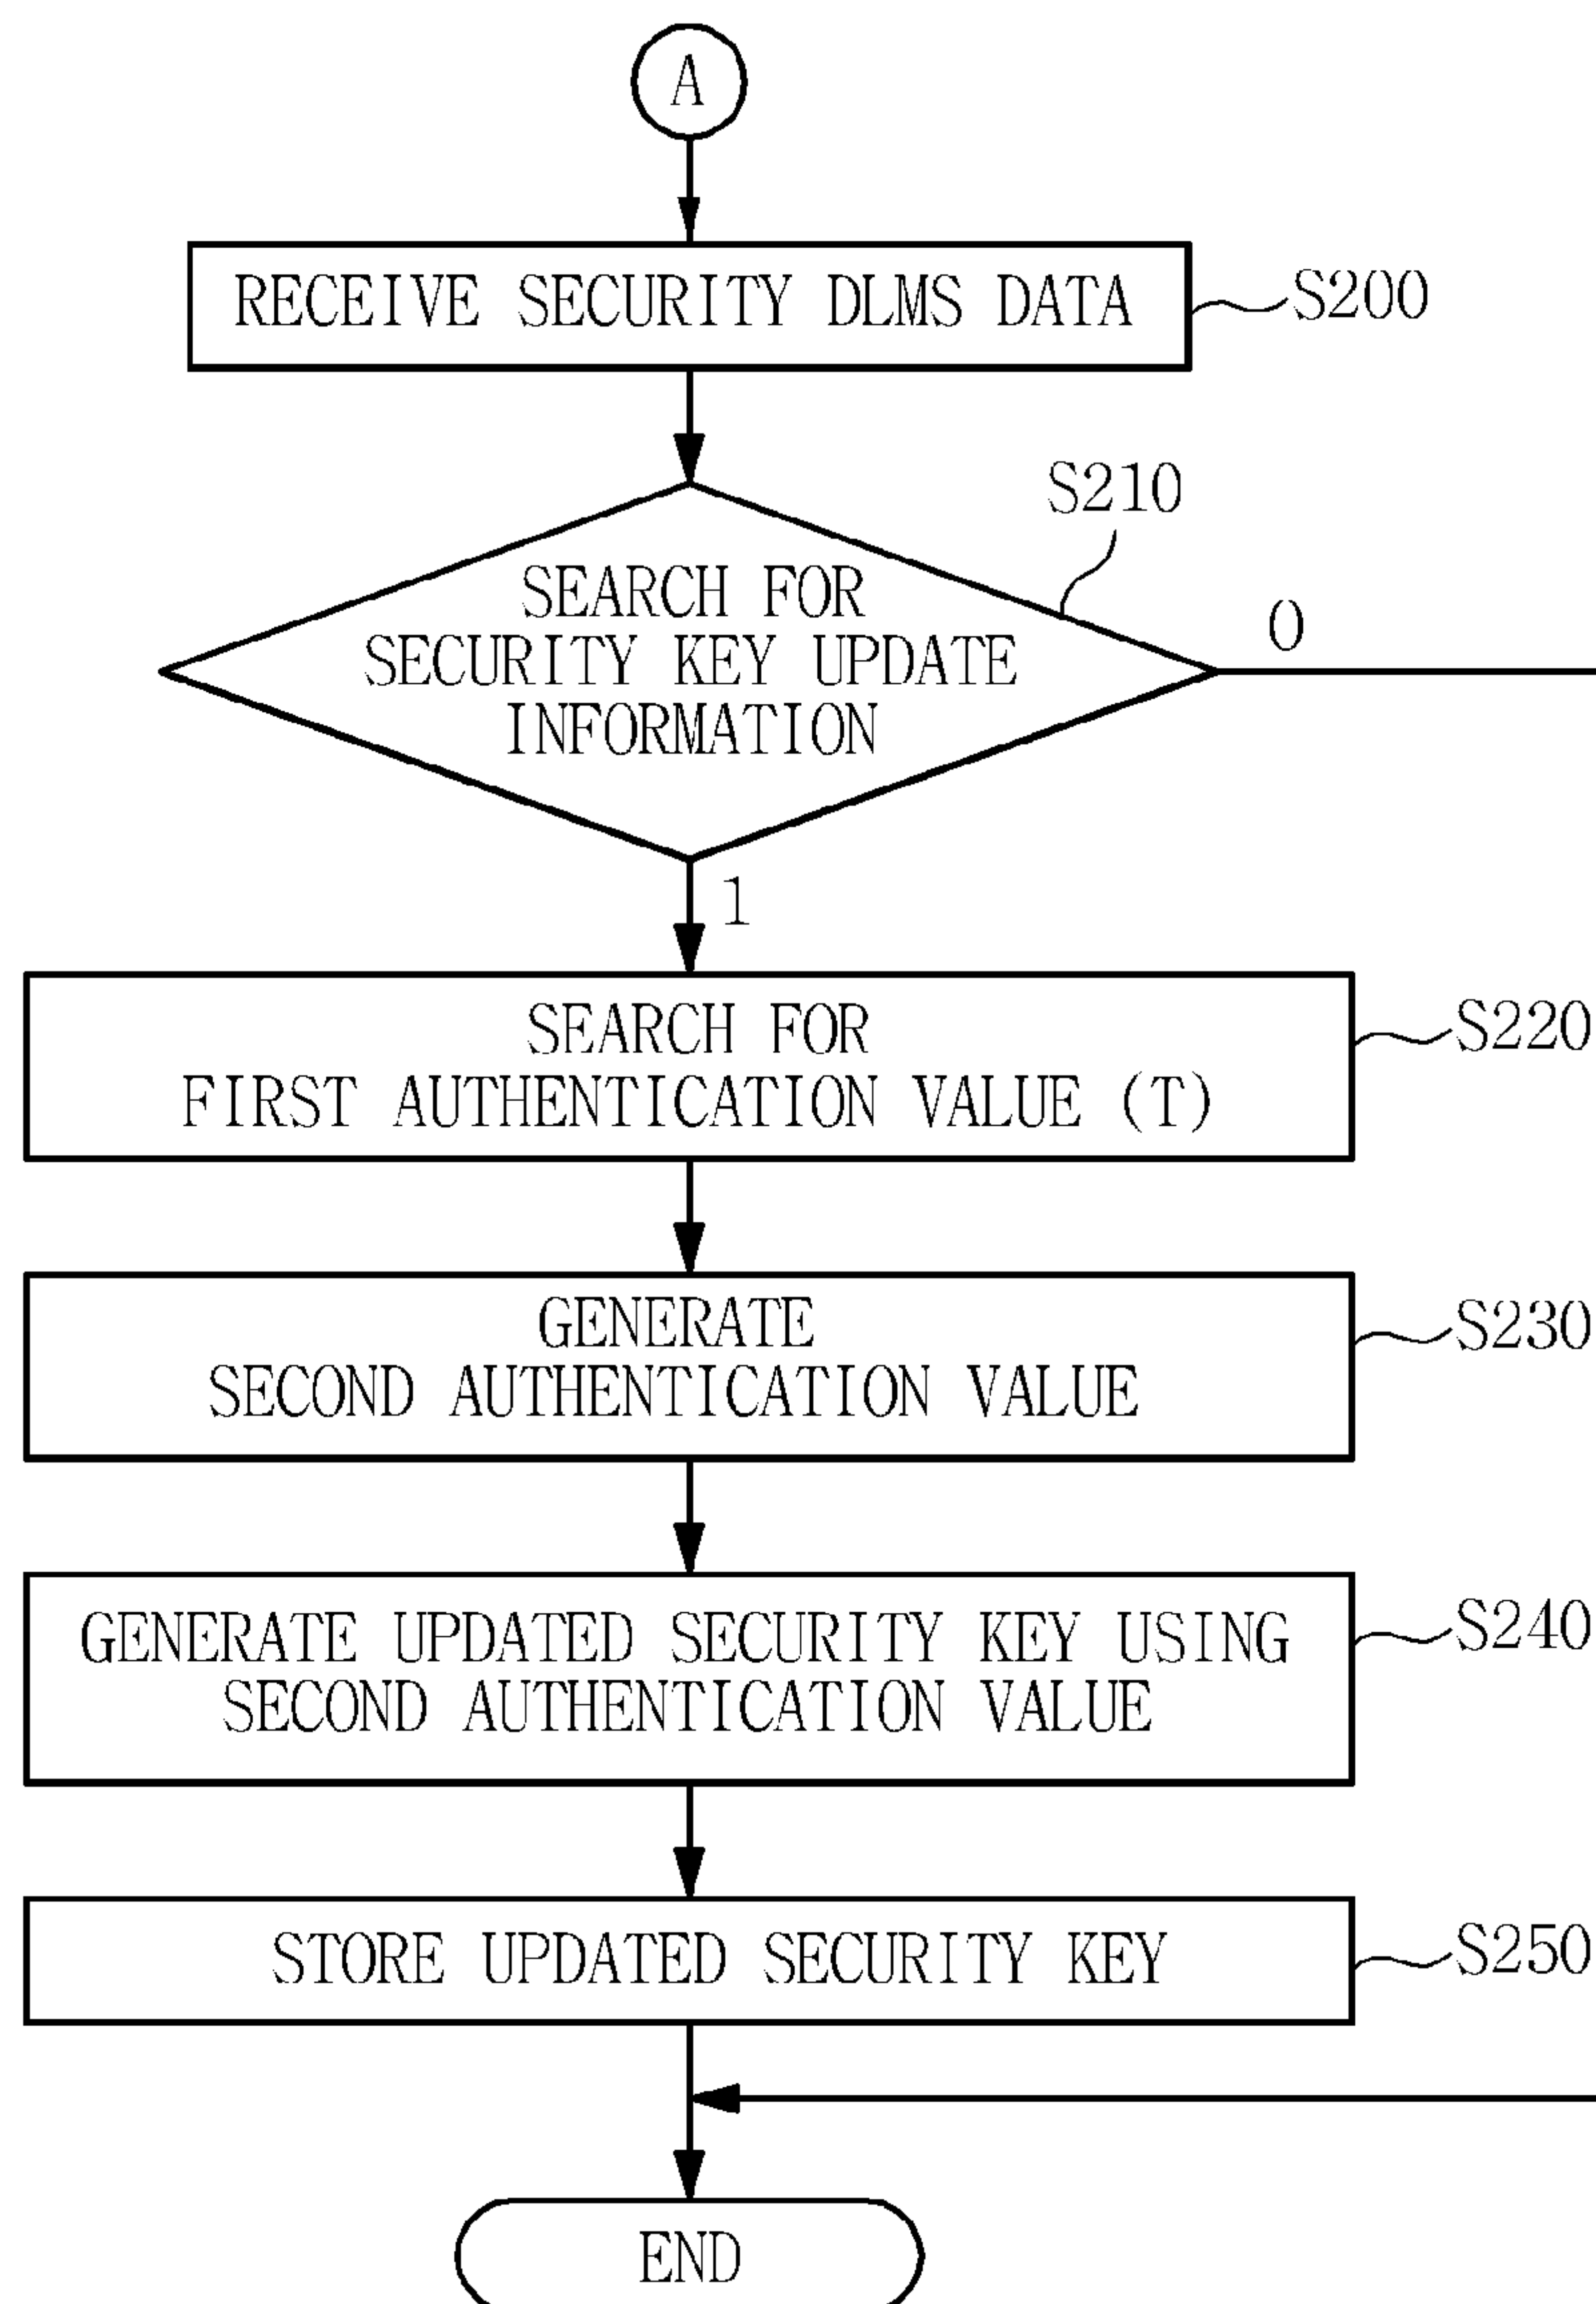 A
RECEIVE SECURITY DLMS DATA
S200
S210
SEARCH FOR
SECURITY KEY UPDATE
INFORMATION
0
1
SEARCH FOR
FIRST AUTHENTICATION VALUE (T)
S220
GENERATE
SECOND AUTHENTICATION VALUE
S230
GENERATE UPDATED SECURITY KEY USING
SECOND AUTHENTICATION VALUE
S240
STORE UPDATED SECURITY KEY
S250
END